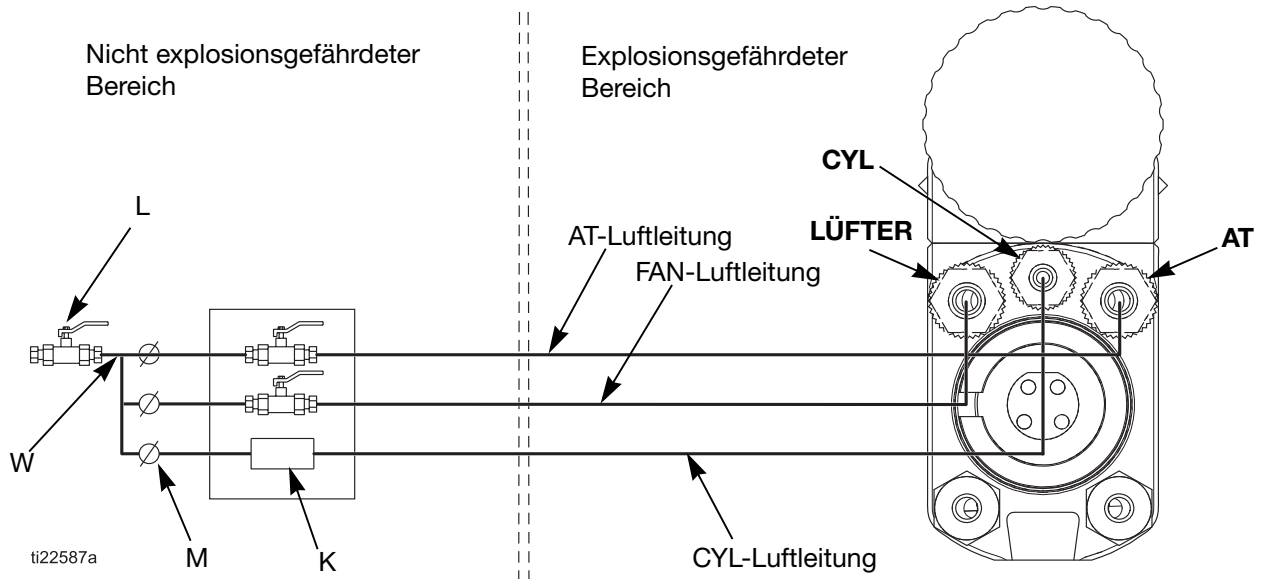 Nicht explosionsgefährdeter
Bereich
Explosionsgefährdeter
Bereich
CYL
LÜFTER
AT
L
AT-Luftleitung
FAN-Luftleitung
W
M
K
CYL-Luftleitung
ti22587a